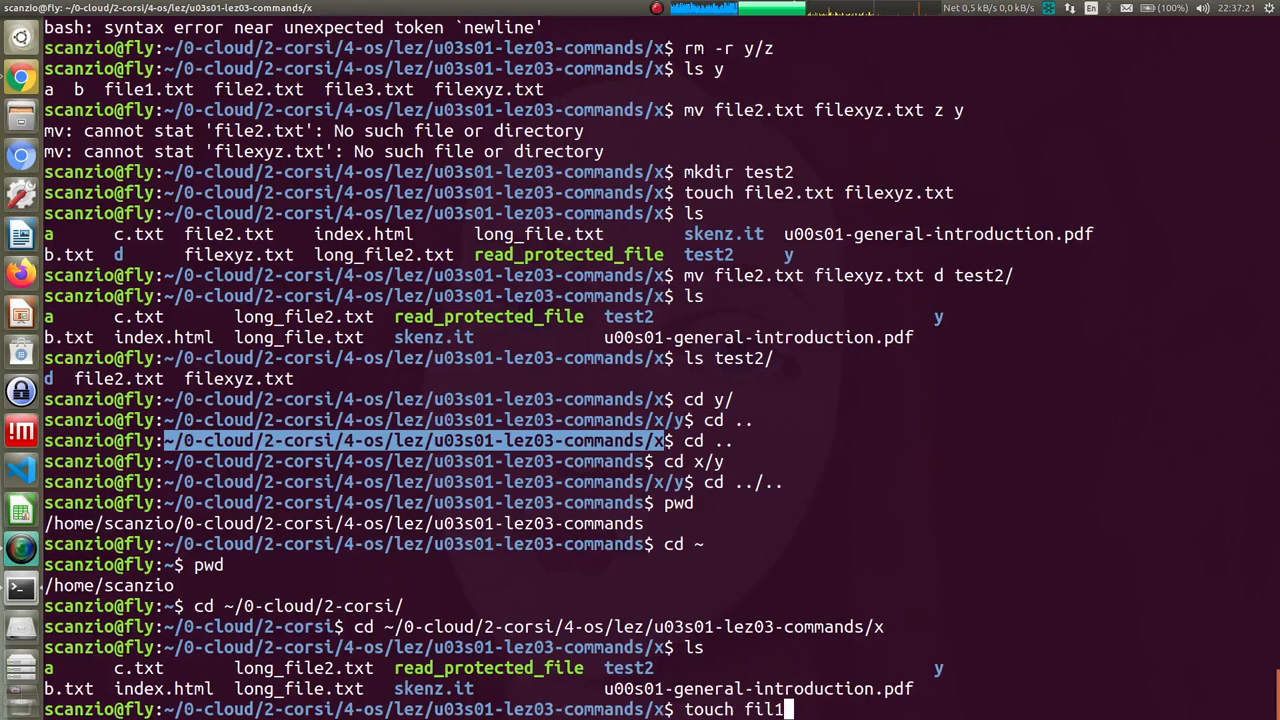 scanzio@fly: ~/0-cloud/2-corsi/4-os/lez/u03s01-lez03-commands/x
Net 0,5 kB/s 0,0 kB/s
En
(100%)
22:37:21
bash: syntax error near unexpected token `newline'
scanzio@fly:~/0-cloud/2-corsi/4-os/lez/u03s01-lez03-commands/x$ rm -r y/z
scanzio@fly:~/0-cloud/2-corsi/4-os/lez/u03s01-lez03-commands/x$ ls y
a  b  file1.txt  file2.txt  file3.txt  filexyz.txt
scanzio@fly:~/0-cloud/2-corsi/4-os/lez/u03s01-lez03-commands/x$ mv file2.txt filexyz.txt z y
mv: cannot stat 'file2.txt': No such file or directory
mv: cannot stat 'filexyz.txt': No such file or directory
scanzio@fly:~/0-cloud/2-corsi/4-os/lez/u03s01-lez03-commands/x$ mkdir test2
scanzio@fly:~/0-cloud/2-corsi/4-os/lez/u03s01-lez03-commands/x$ touch file2.txt filexyz.txt
scanzio@fly:~/0-cloud/2-corsi/4-os/lez/u03s01-lez03-commands/x$ ls
a      c.txt  file2.txt    index.html      long_file.txt        skenz.it  u00s01-general-introduction.pdf
b.txt  d      filexyz.txt  long_file2.txt  read_protected_file  test2     y
scanzio@fly:~/0-cloud/2-corsi/4-os/lez/u03s01-lez03-commands/x$ mv file2.txt filexyz.txt d test2/
scanzio@fly:~/0-cloud/2-corsi/4-os/lez/u03s01-lez03-commands/x$ ls
a      c.txt       long_file2.txt  read_protected_file  test2                            y
b.txt  index.html  long_file.txt   skenz.it             u00s01-general-introduction.pdf
scanzio@fly:~/0-cloud/2-corsi/4-os/lez/u03s01-lez03-commands/x$ ls test2/
d  file2.txt  filexyz.txt
scanzio@fly:~/0-cloud/2-corsi/4-os/lez/u03s01-lez03-commands/x$ cd y/
scanzio@fly:~/0-cloud/2-corsi/4-os/lez/u03s01-lez03-commands/x/y$ cd ..
scanzio@fly:~/0-cloud/2-corsi/4-os/lez/u03s01-lez03-commands/x$ cd ..
scanzio@fly:~/0-cloud/2-corsi/4-os/lez/u03s01-lez03-commands$ cd x/y
scanzio@fly:~/0-cloud/2-corsi/4-os/lez/u03s01-lez03-commands/x/y$ cd ../..
scanzio@fly:~/0-cloud/2-corsi/4-os/lez/u03s01-lez03-commands$ pwd
/home/scanzio/0-cloud/2-corsi/4-os/lez/u03s01-lez03-commands
scanzio@fly:~/0-cloud/2-corsi/4-os/lez/u03s01-lez03-commands$ cd ~
scanzio@fly:~$ pwd
/home/scanzio
scanzio@fly:~$ cd ~/0-cloud/2-corsi/
scanzio@fly:~/0-cloud/2-corsi$ cd ~/0-cloud/2-corsi/4-os/lez/u03s01-lez03-commands/x
scanzio@fly:~/0-cloud/2-corsi/4-os/lez/u03s01-lez03-commands/x$ ls
a      c.txt       long_file2.txt  read_protected_file  test2                            y
b.txt  index.html  long_file.txt   skenz.it             u00s01-general-introduction.pdf
scanzio@fly:~/0-cloud/2-corsi/4-os/lez/u03s01-lez03-commands/x$ touch fil1